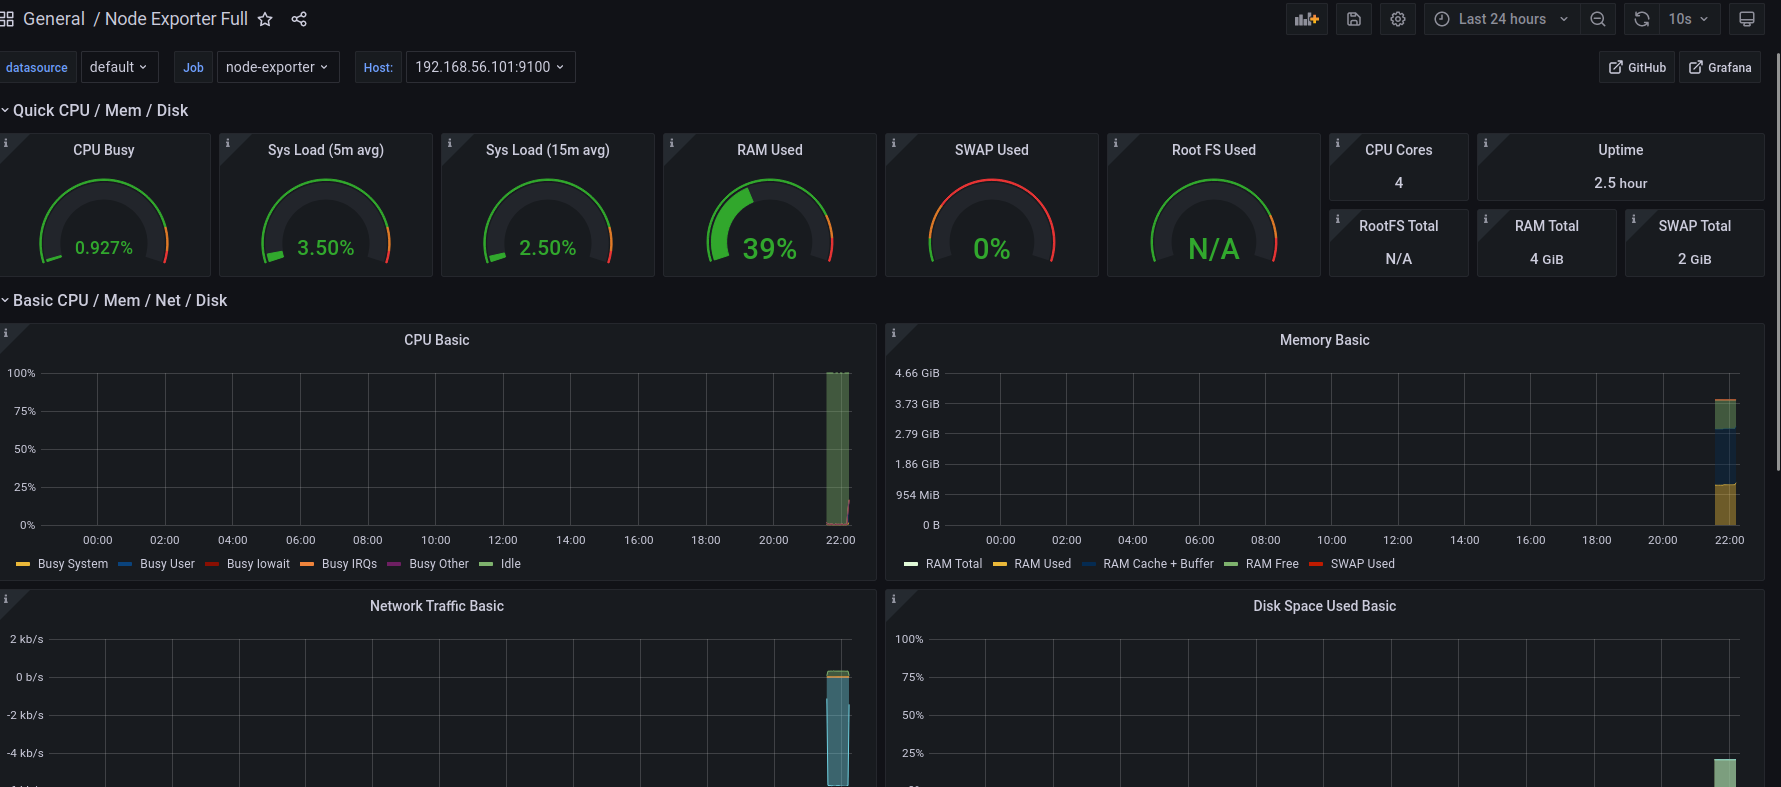 General / Node Exporter Full
Last 24 hours
10s
datasource default Job node-exporter Host: 192.168.56.101:9100
GitHub Grafana
Quick CPU / Mem / Disk
CPU Busy
0.927%
Sys Load (5m avg)
3.50%
Sys Load (15m avg)
2.50%
RAM Used
39%
SWAP Used
0%
Root FS Used
N/A
CPU Cores
4
Uptime
2.5 hour
RootFS Total
N/A
RAM Total
4 GiB
SWAP Total
2 GiB
Basic CPU / Mem / Net / Disk
CPU Basic
100%
75%
50%
25%
0%
00:00 02:00 04:00 06:00 08:00 10:00 12:00 14:00 16:00 18:00 20:00 22:00
Busy System Busy User Busy Iowait Busy IRQs Busy Other Idle
Memory Basic
4.66 GiB
3.73 GiB
2.79 GiB
1.86 GiB
954 MiB
0 B
00:00 02:00 04:00 06:00 08:00 10:00 12:00 14:00 16:00 18:00 20:00 22:00
RAM Total RAM Used RAM Cache + Buffer RAM Free SWAP Used
Network Traffic Basic
2 kb/s
0 b/s
-2 kb/s
-4 kb/s
Disk Space Used Basic
100%
75%
50%
25%